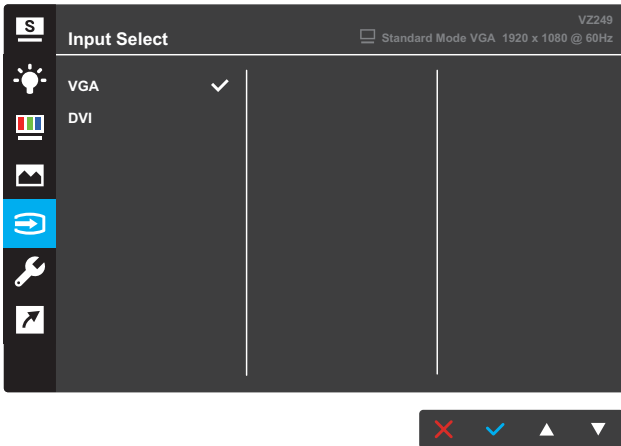 S
VZ249
Input Select
Standard Mode VGA 1920 x 1080 @ 60Hz
VGA
DVI